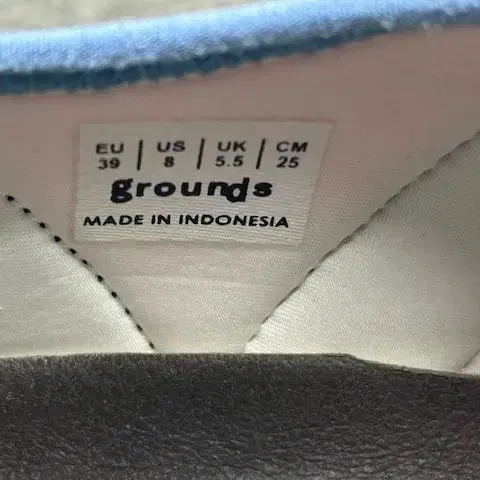 EU | US | UK | CM
39 | 8 | 5.5 | 25
grounds
MADE IN INDONESIA